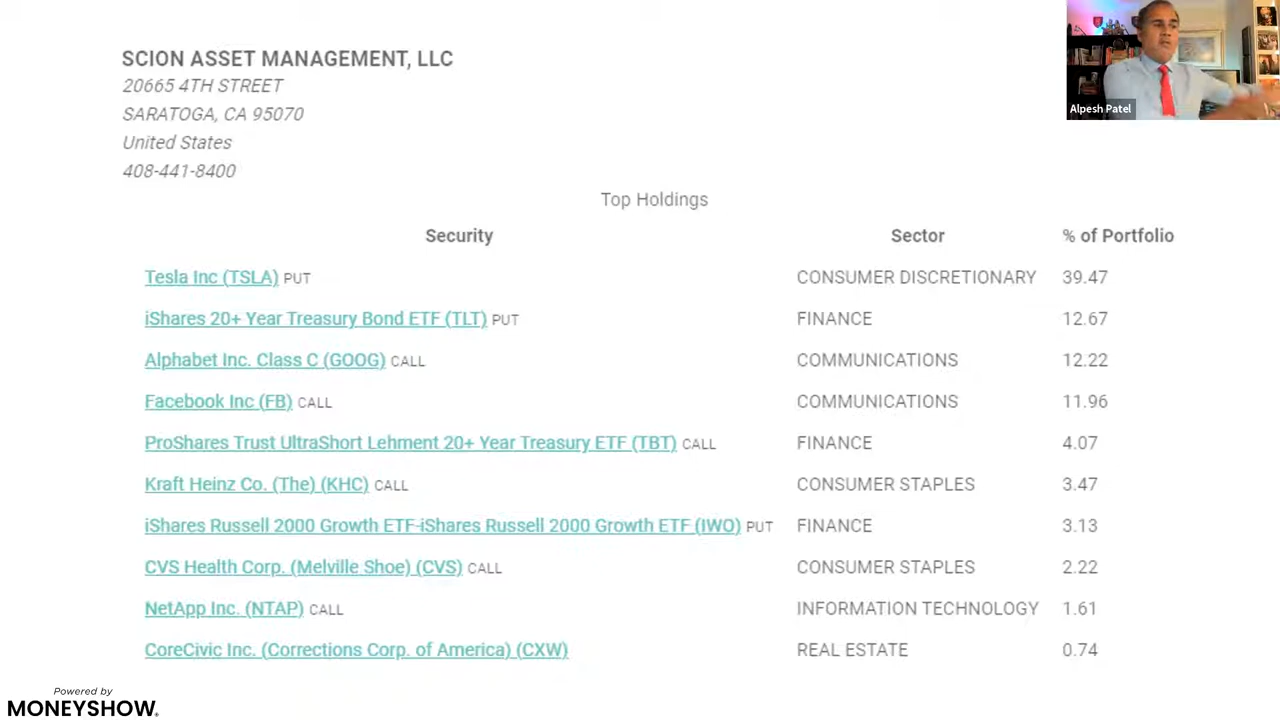 SCION ASSET MANAGEMENT, LLC
20665 4TH STREET
SARATOGA, CA 95070
United States
408-441-8400
Alpesh Patel
Top Holdings
Security Sector % of Portfolio
Tesla Inc (TSLA) PUT CONSUMER DISCRETIONARY 39.47
iShares 20+ Year Treasury Bond ETF (TLT) PUT FINANCE 12.67
Alphabet Inc. Class C (GOOG) CALL COMMUNICATIONS 12.22
Facebook Inc (FB) CALL COMMUNICATIONS 11.96
ProShares Trust UltraShort Lehment 20+ Year Treasury ETF (TBT) CALL FINANCE 4.07
Kraft Heinz Co. (The) (KHC) CALL CONSUMER STAPLES 3.47
iShares Russell 2000 Growth ETF-iShares Russell 2000 Growth ETF (IWO) PUT FINANCE 3.13
CVS Health Corp. (Melville Shoe) (CVS) CALL CONSUMER STAPLES 2.22
NetApp Inc. (NTAP) CALL INFORMATION TECHNOLOGY 1.61
CoreCivic Inc. (Corrections Corp. of America) (CXW) REAL ESTATE 0.74
Powered by
MONEYSHOW.